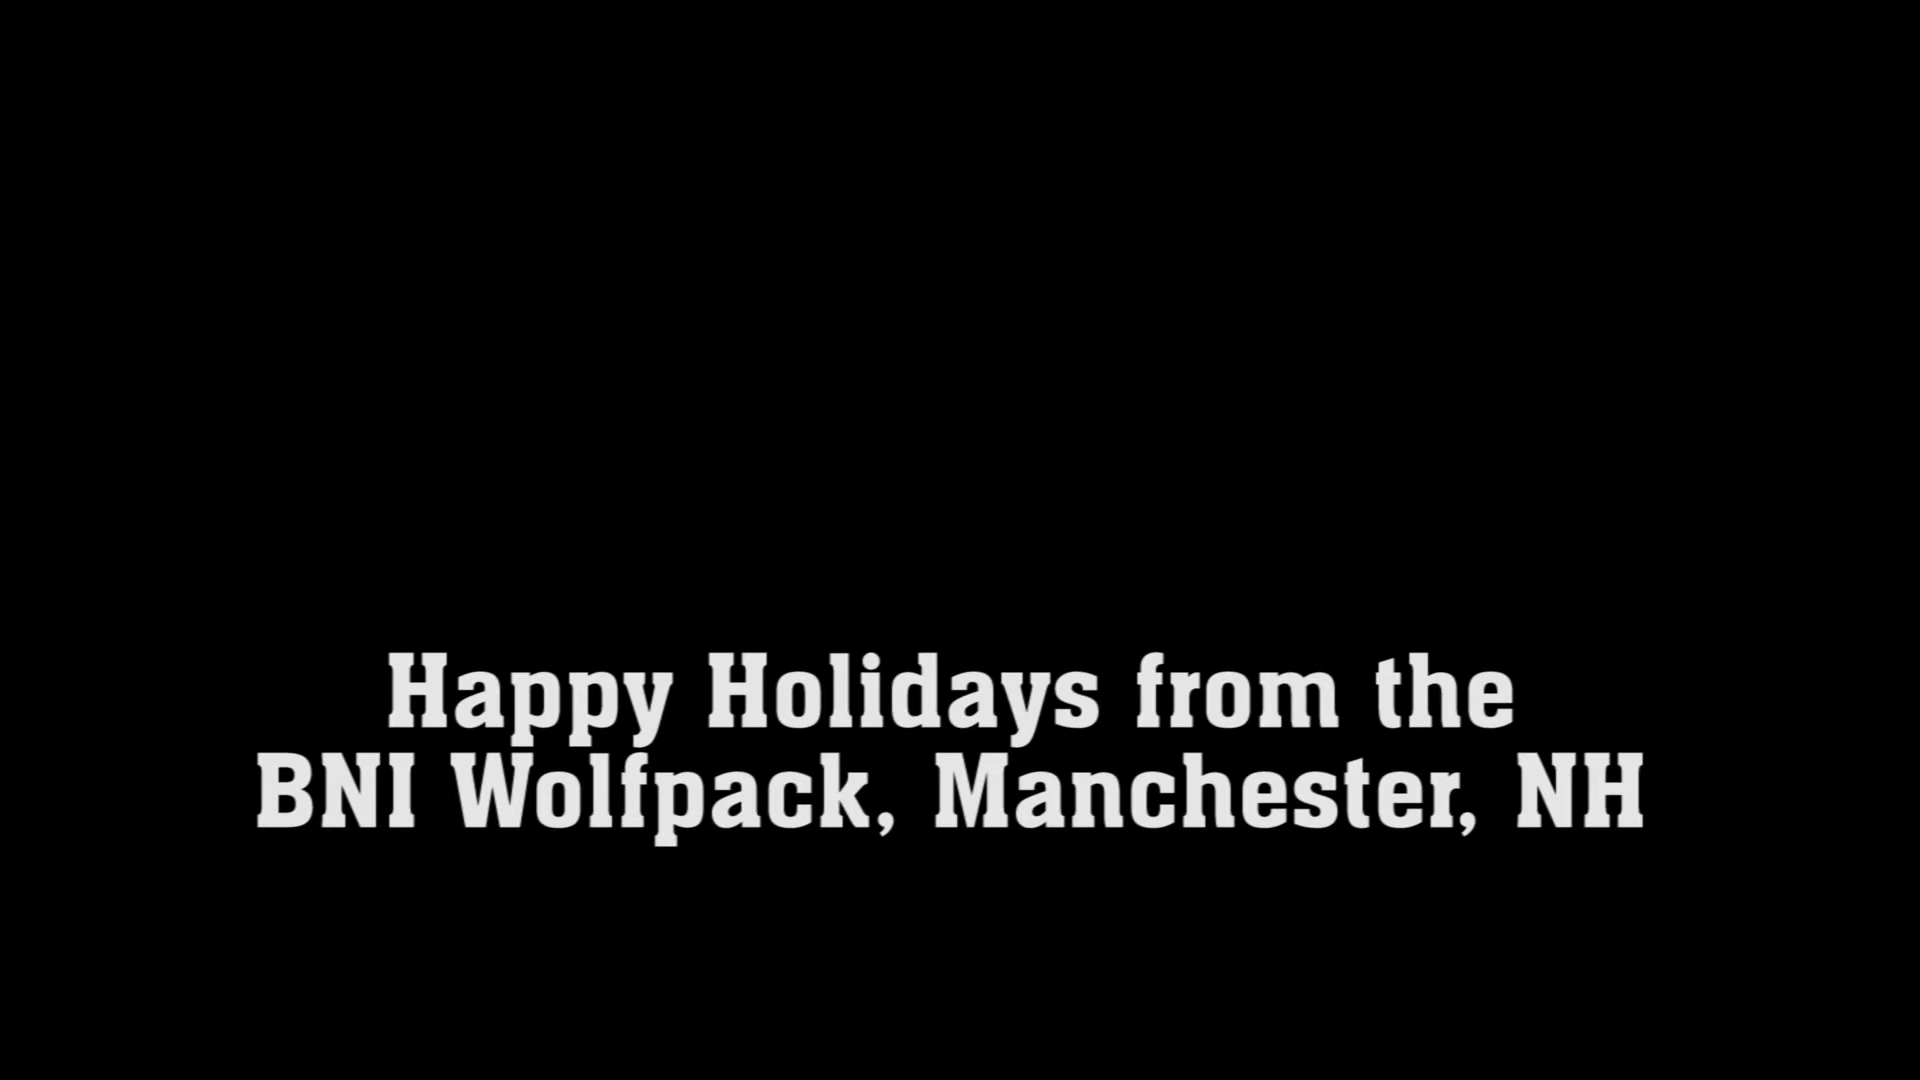 Happy Holidays from the
BNI Wolfpack, Manchester, NH